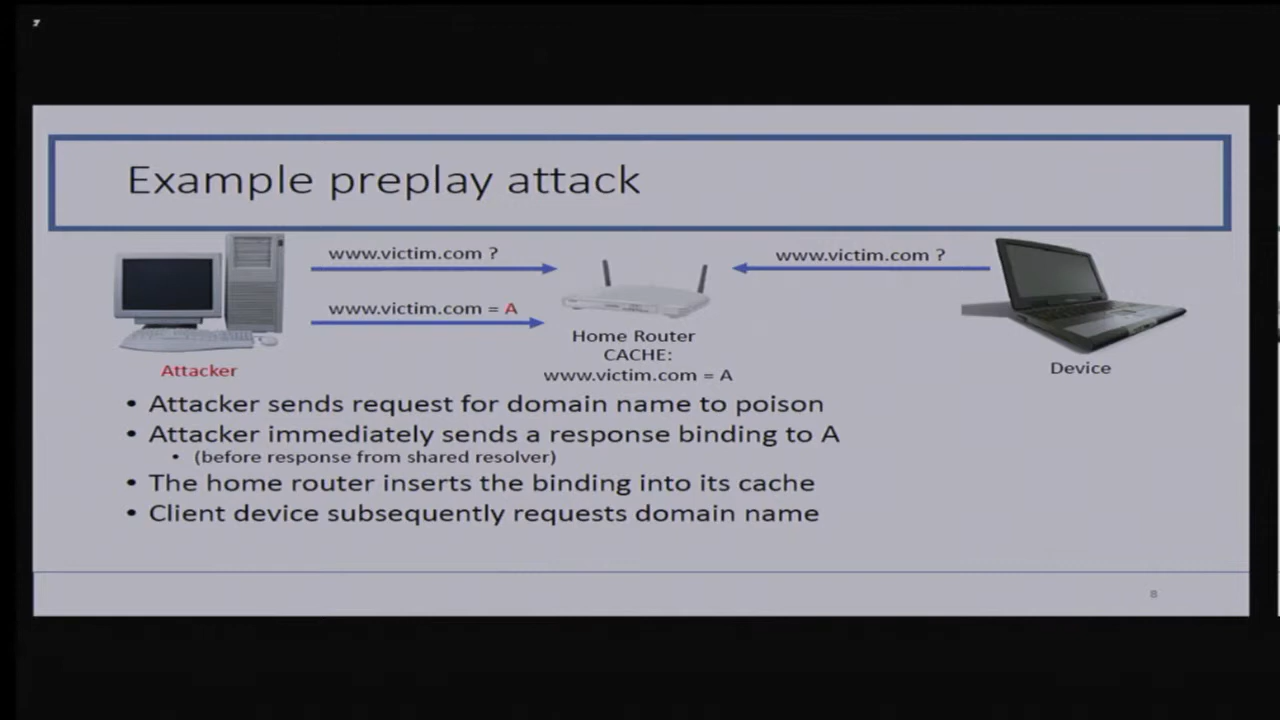 Example preplay attack
www.victim.com ?
www.victim.com ?
www.victim.com = A
Home Router
CACHE:
www.victim.com = A
Attacker
Device
• Attacker sends request for domain name to poison
• Attacker immediately sends a response binding to A
• (before response from shared resolver)
• The home router inserts the binding into its cache
• Client device subsequently requests domain name
8